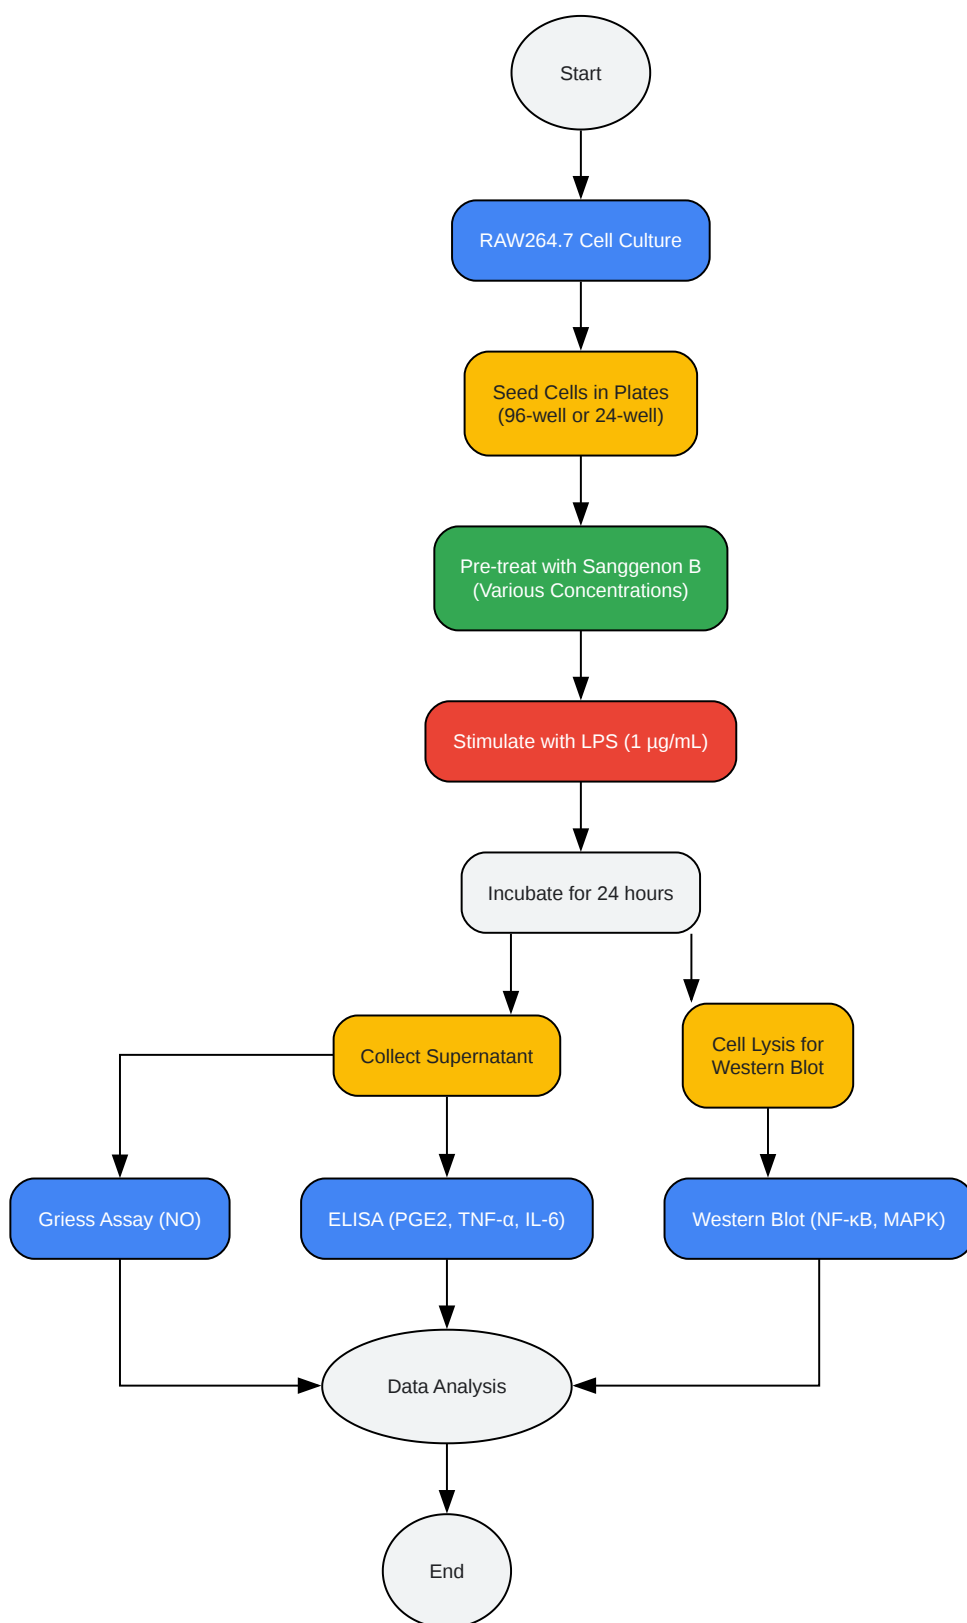 Start
RAW264.7 Cell Culture
Seed Cells in Plates
(96-well or 24-well)
Pre-treat with Sanggenon B
(Various Concentrations)
Stimulate with LPS (1 µg/mL)
Incubate for 24 hours
Collect Supernatant
Cell Lysis for
Western Blot
Griess Assay (NO)
ELISA (PGE2, TNF-α, IL-6)
Western Blot (NF-κB, MAPK)
Data Analysis
End